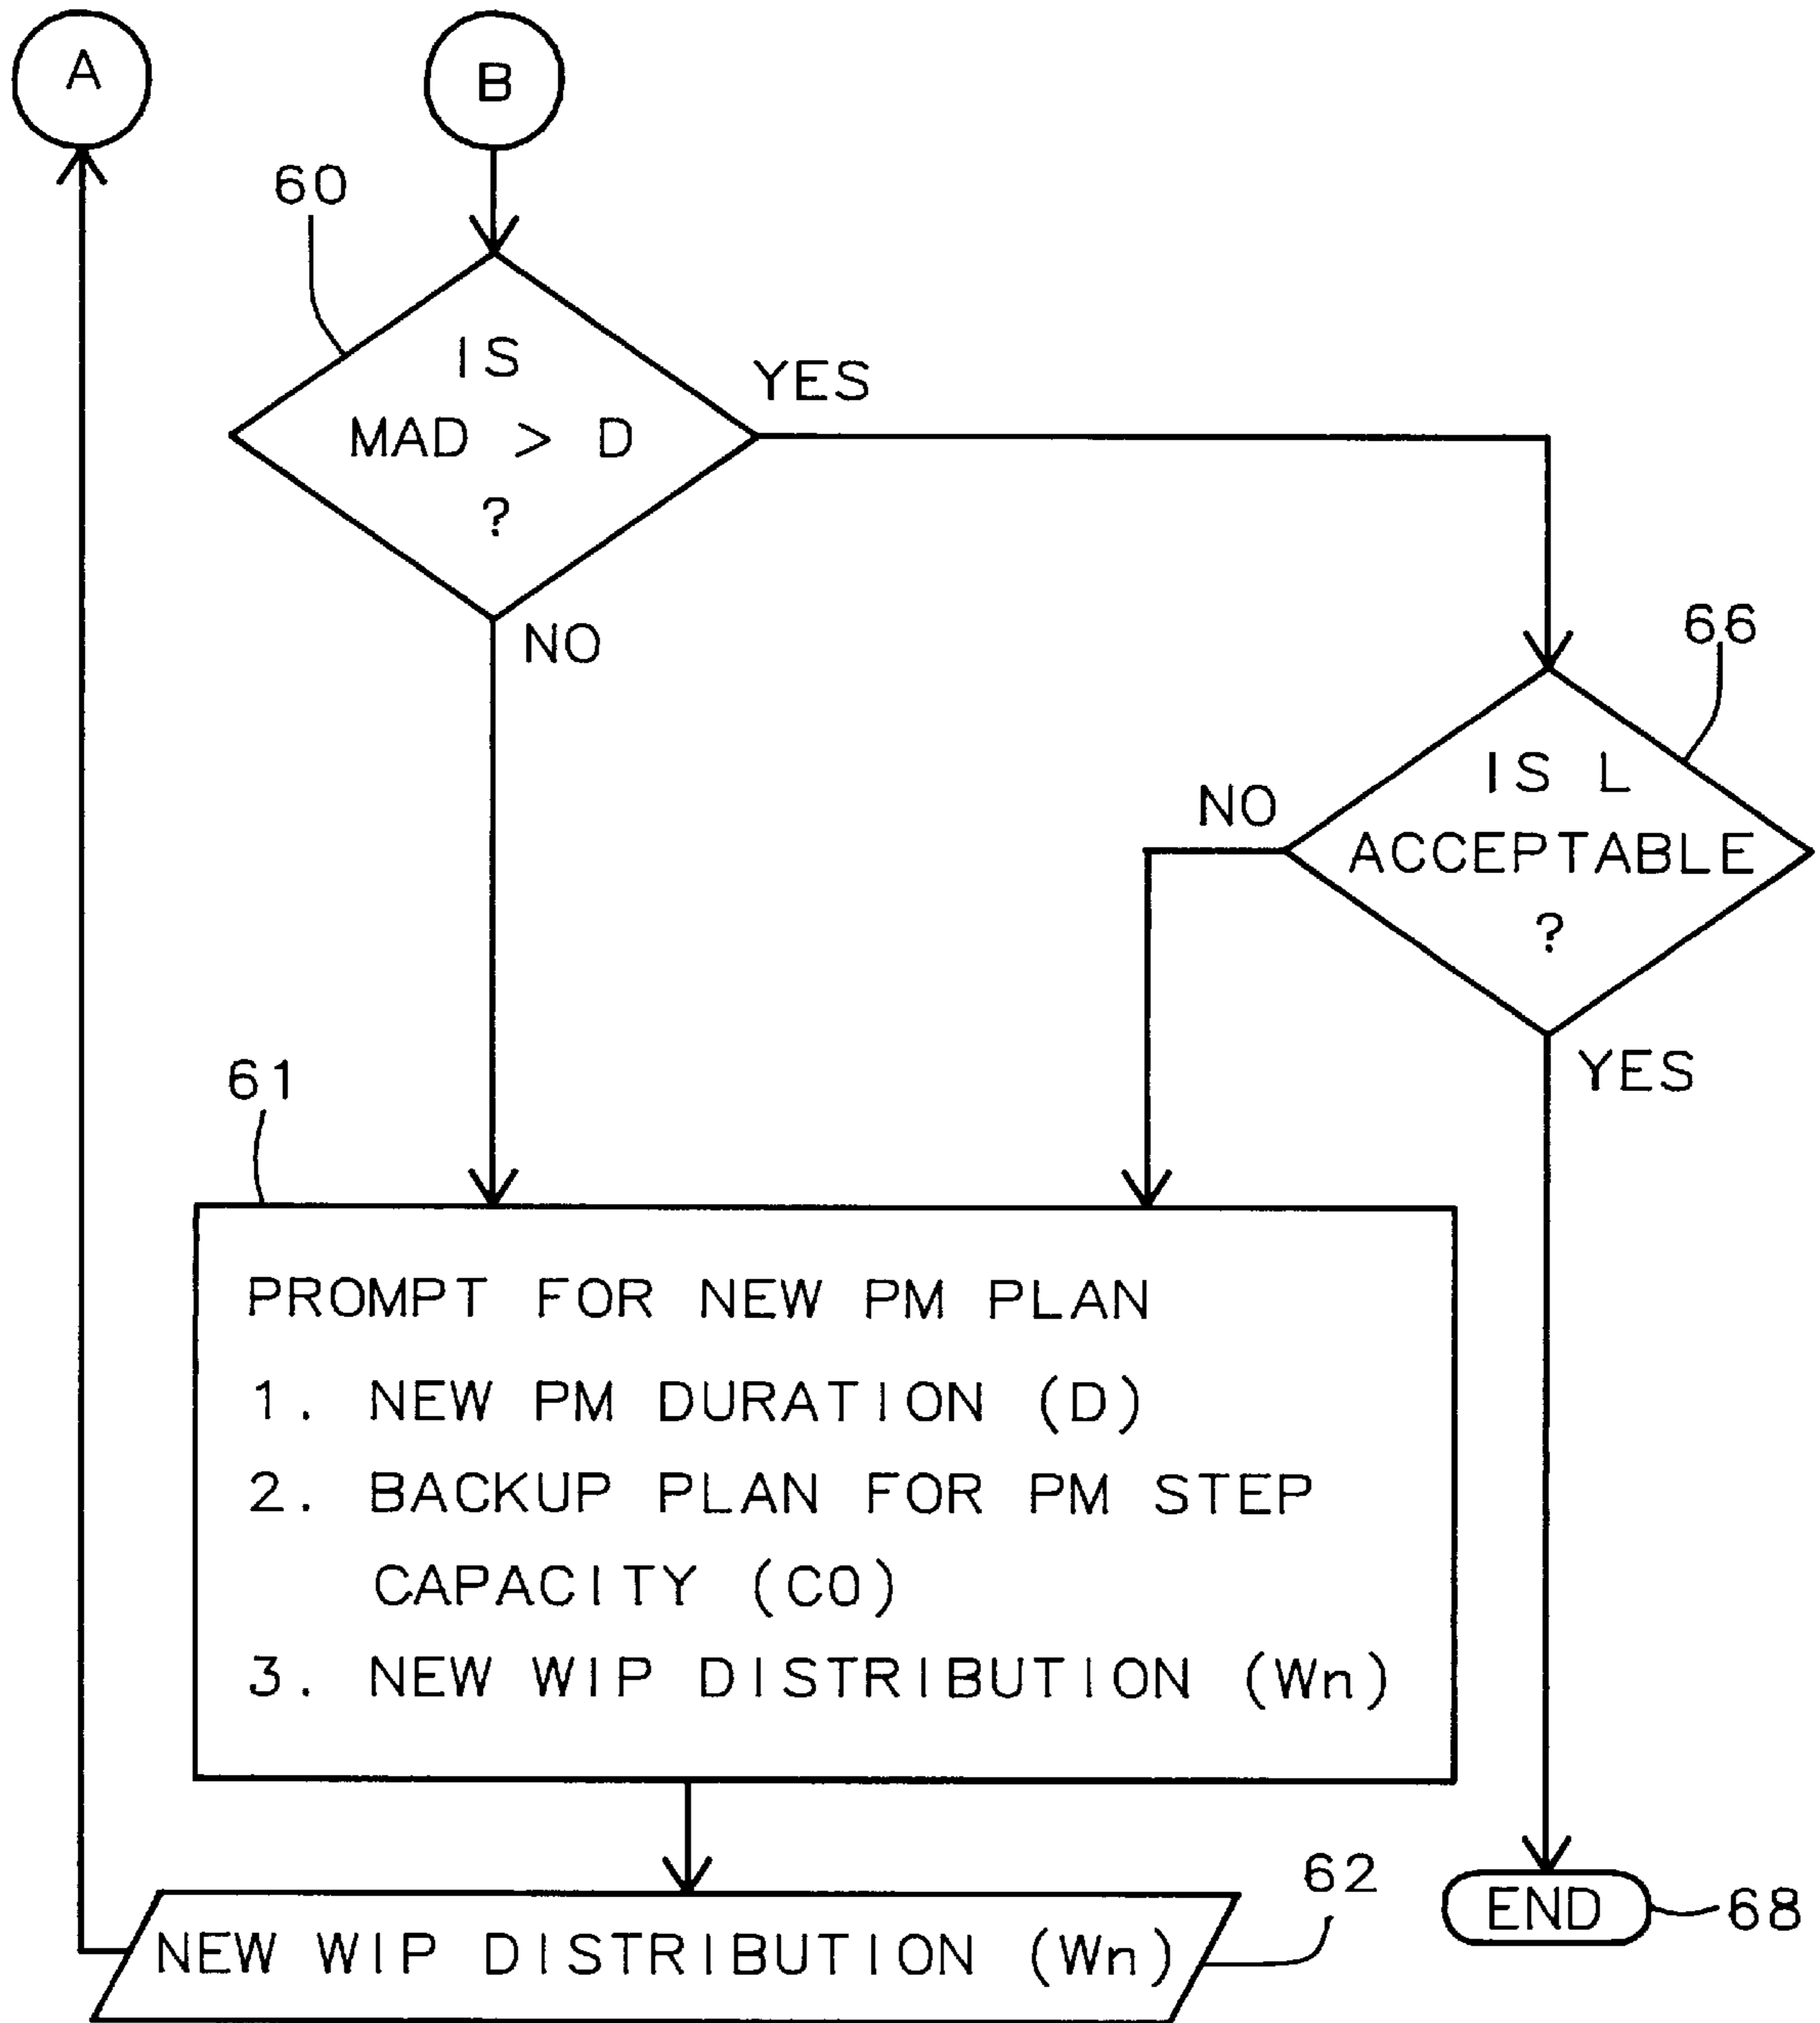 A
B
60
IS
MAD > D
?
YES
NO
66
IS L
ACCEPTABLE
?
NO
YES
61
PROMPT FOR NEW PM PLAN
1. NEW PM DURATION (D)
2. BACKUP PLAN FOR PM STEP
CAPACITY (C0)
3. NEW WIP DISTRIBUTION (Wn)
62
NEW WIP DISTRIBUTION (Wn)
END
68